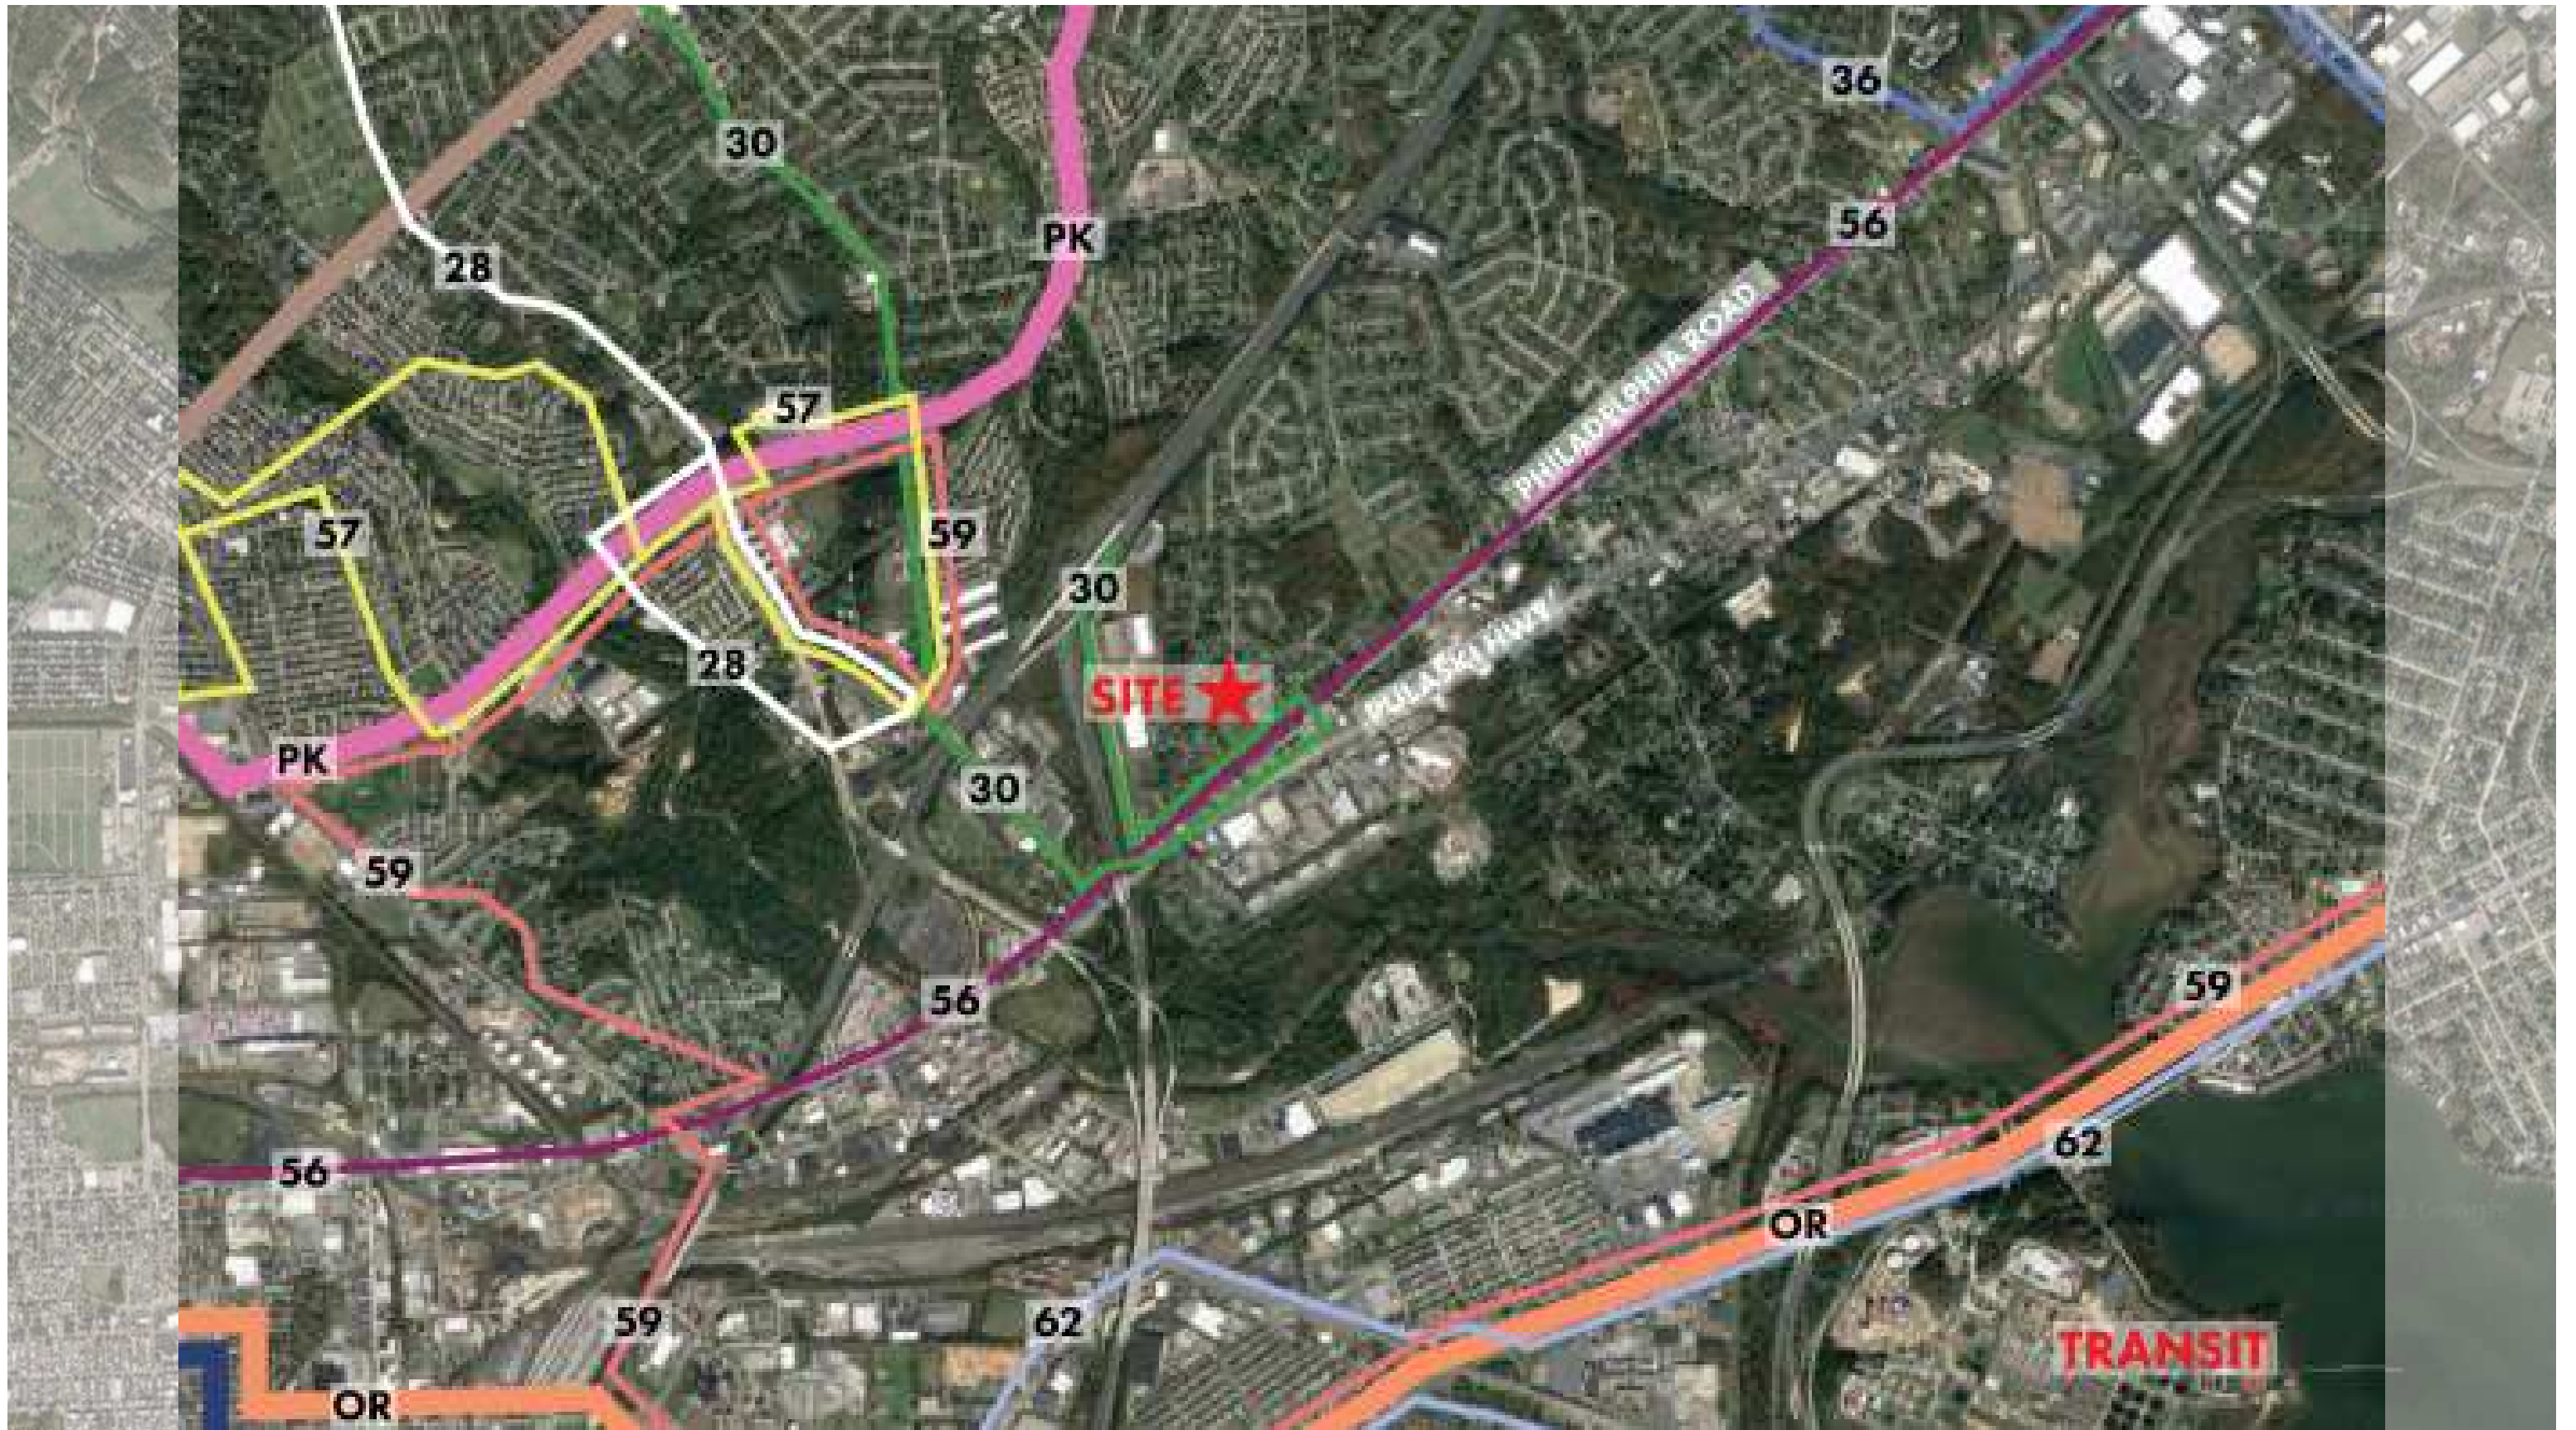 36
30
56
PK
28
PHILADELPHIA ROAD
57
57
59
30
PULASKI HWY
28
SITE
PK
30
59
56
59
62
56
OR
59
62
TRANSIT
OR